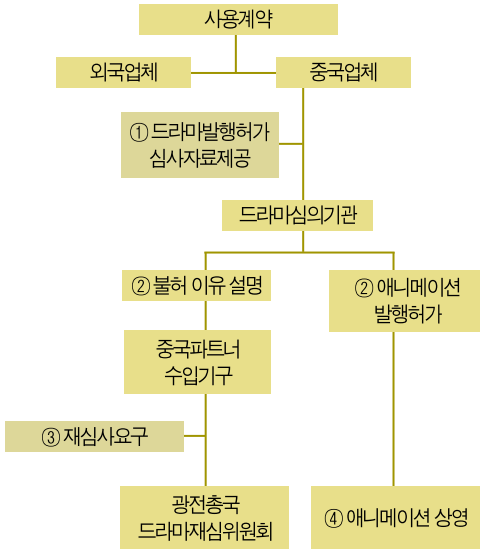 사용계약
외국업체
중국업체
① 드라마발행허가
심사자료제공
드라마심의기관
② 불허 이유 설명
② 애니메이션
발행허가
중국파트너
수입기구
③ 재심사요구
광전총국
드라마재심위원회
④ 애니메이션 상영